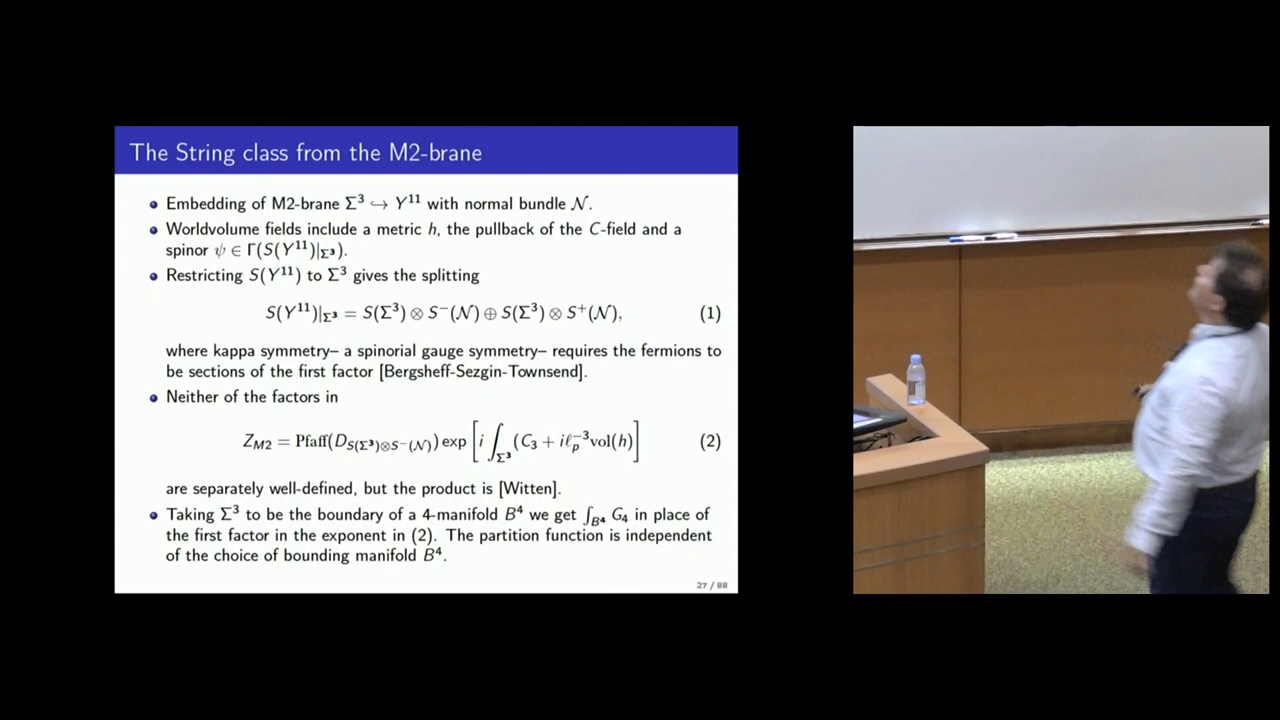 The String class from the M2-brane
Embedding of M2-brane Σ³ ↪ Y¹¹ with normal bundle 𝒩.
Worldvolume fields include a metric h, the pullback of the C-field and a
spinor ψ ∈ Γ(S(Y¹¹)|_Σ³).
Restricting S(Y¹¹) to Σ³ gives the splitting
S(Y¹¹)|_Σ³ = S(Σ³) ⊗ S⁻(𝒩) ⊕ S(Σ³) ⊗ S⁺(𝒩), (1)
where kappa symmetry– a spinorial gauge symmetry– requires the fermions to
be sections of the first factor [Bergsheff-Sezgin-Townsend].
Neither of the factors in
Z_M2 = Pfaff(D_S(Σ³)⊗S⁻(𝒩)) exp [i ∫_Σ³ (C₃ + iℓ_p⁻³vol(h)] (2)
are separately well-defined, but the product is [Witten].
Taking Σ³ to be the boundary of a 4-manifold B⁴ we get ∫_B⁴ G₄ in place of
the first factor in the exponent in (2). The partition function is independent
of the choice of bounding manifold B⁴.
27 / 88